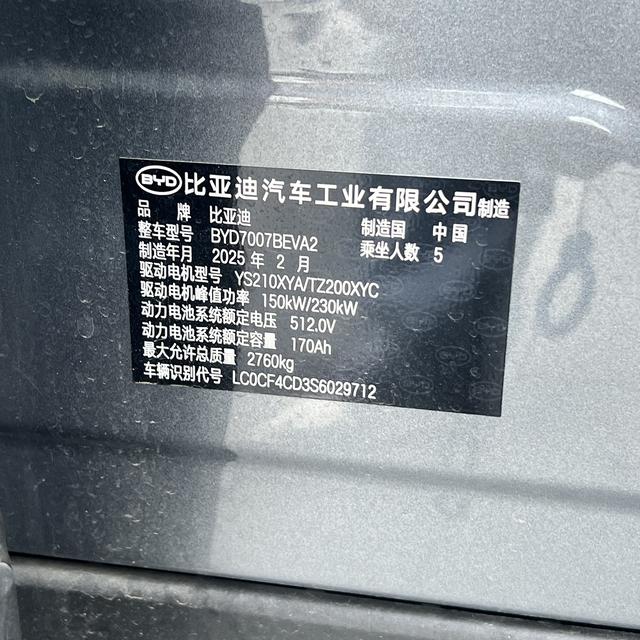 BYD 比亚迪汽车工业有限公司制造
品牌 比亚迪 制造国 中国
整车型号 BYD7007BEVA2 乘坐人数 5
制造年月 2025 年 2 月
驱动电机型号 YS210XYA/TZ200XYC
驱动电机峰值功率 150kW/230kW
动力电池系统额定电压 512.0V
动力电池系统额定容量 170Ah
最大允许总质量 2760kg
车辆识别代号 LC0CF4CD3S6029712